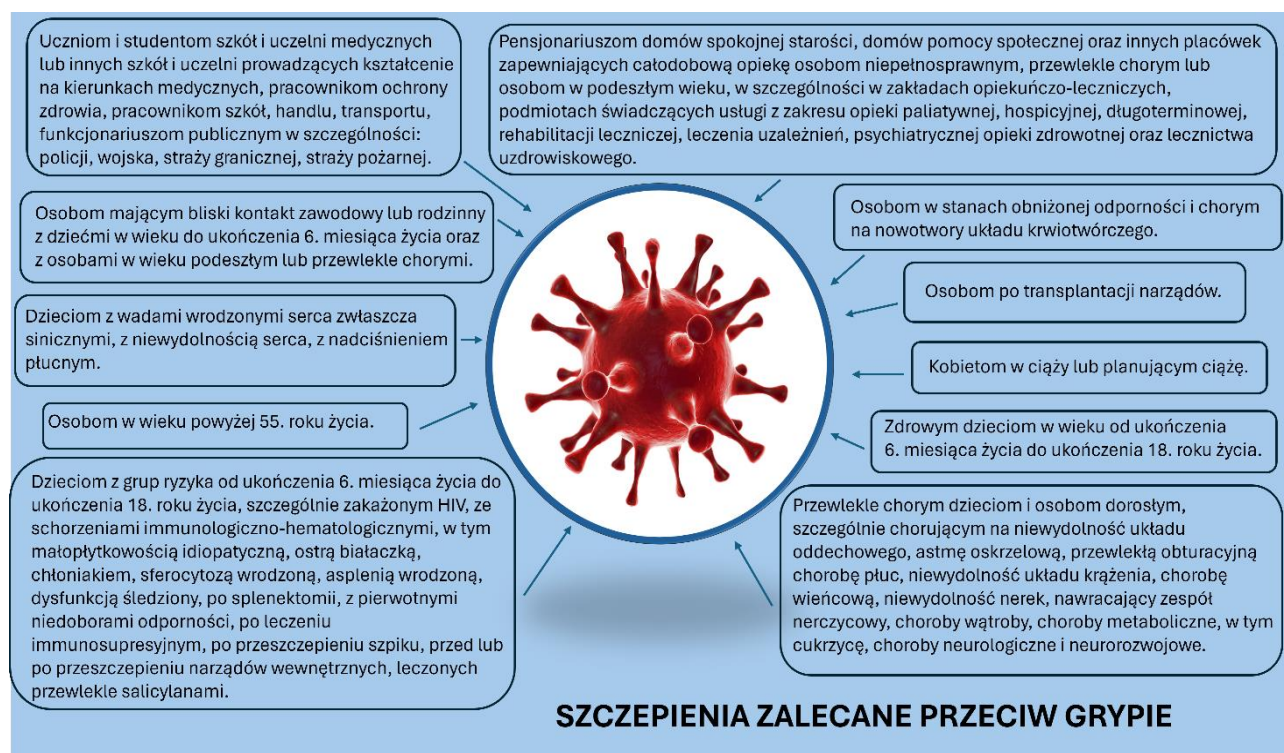 Uczniom i studentom szkół i uczelni medycznych
lub innych szkół i uczelni prowadzących kształcenie
na kierunkach medycznych, pracownikom ochrony
zdrowia, pracownikom szkół, handlu, transportu,
funkcjonariuszom publicznym w szczególności:
policji, wojska, straży granicznej, straży pożarnej.
Pensjonariuszom domów spokojnej starości, domów pomocy społecznej oraz innych placówek
zapewniających całodobową opiekę osobom niepełnosprawnym, przewlekle chorym lub
osobom w podeszłym wieku, w szczególności w zakładach opiekuńczo-leczniczych,
podmiotach świadczących usługi z zakresu opieki paliatywnej, hospicyjnej, długoterminowej,
rehabilitacji leczniczej, leczenia uzależnień, psychiatrycznej opieki zdrowotnej oraz lecznictwa
uzdrowiskowego.
Osobom mającym bliski kontakt zawodowy lub rodzinny
z dziećmi w wieku do ukończenia 6. miesiąca życia oraz
z osobami w wieku podeszłym lub przewlekle chorymi.
Osobom w stanach obniżonej odporności i chorym
na nowotwory układu krwiotwórczego.
Dzieciom z wadami wrodzonymi serca zwłaszcza
sinicznymi, z niewydolnością serca, z nadciśnieniem
płucnym.
Osobom po transplantacji narządów.
Kobietom w ciąży lub planującym ciążę.
Osobom w wieku powyżej 55. roku życia.
Zdrowym dzieciom w wieku od ukończenia
6. miesiąca życia do ukończenia 18. roku życia.
Dzieciom z grup ryzyka od ukończenia 6. miesiąca życia do
ukończenia 18. roku życia, szczególnie zakażonym HIV, ze
schorzeniami immunologiczno-hematologicznymi, w tym
małopłytkowością idiopatyczną, ostrą białaczką,
chłoniakiem, sferocytozą wrodzoną, asplenią wrodzoną,
dysfunkcją śledziony, po splenektomii, z pierwotnymi
niedoborami odporności, po leczeniu
immunosupresyjnym, po przeszczepieniu szpiku, przed lub
po przeszczepieniu narządów wewnętrznych, leczonych
przewlekle salicylanami.
Przewlekle chorym dzieciom i osobom dorosłym,
szczególnie chorującym na niewydolność układu
oddechowego, astmę oskrzelową, przewlekłą obturacyjną
chorobę płuc, niewydolność układu krążenia, chorobę
wieńcową, niewydolność nerek, nawracający zespół
nerczycowy, choroby wątroby, choroby metaboliczne, w tym
cukrzycę, choroby neurologiczne i neurorozwojowe.
SZCZEPIENIA ZALECANE PRZECIW GRYPIE